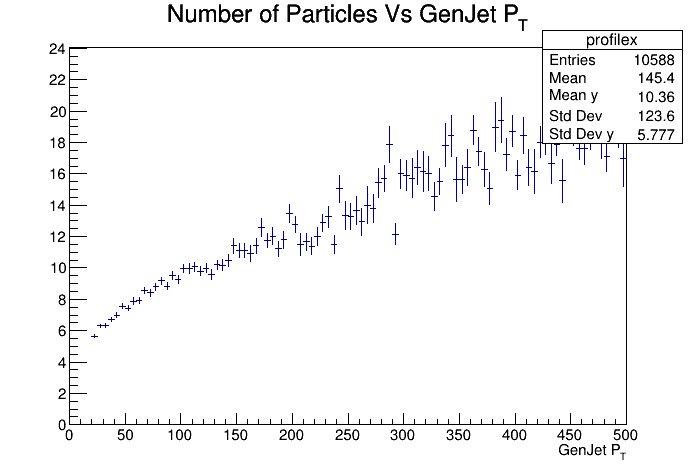 Number of Particles Vs GenJet P_T
profilex
Entries 10588
Mean 145.4
Mean y 10.36
Std Dev 123.6
Std Dev y 5.777
24
22
20
18
16
14
12
10
8
6
4
2
0
0 50 100 150 200 250 300 350 400 450 500
GenJet P_T